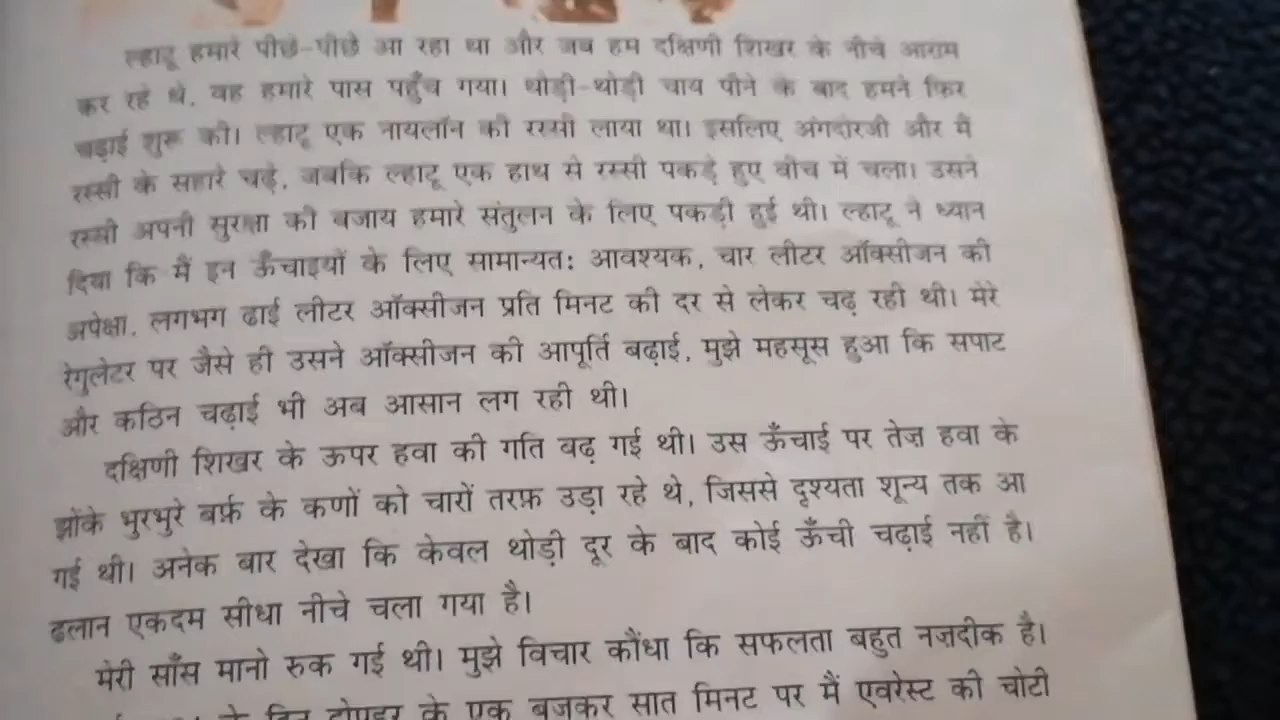 ल्हाटू हमारे पीछे-पीछे आ रहा था और जब हम दक्षिणी शिखर के नीचे आराम
कर रहे थे, वह हमारे पास पहुँच गया। थोड़ी-थोड़ी चाय पीने के बाद हमने फिर
चढ़ाई शुरू की। ल्हाटू एक नायलॉन की रस्सी लाया था। इसलिए अंगदोरजी और मैं
रस्सी के सहारे चढ़े, जबकि ल्हाटू एक हाथ से रस्सी पकड़े हुए बीच में चला। उसने
रस्सी अपनी सुरक्षा की बजाय हमारे संतुलन के लिए पकड़ी हुई थी। ल्हाटू ने ध्यान
दिया कि मैं इन ऊँचाइयों के लिए सामान्यतः आवश्यक, चार लीटर ऑक्सीजन की
अपेक्षा, लगभग ढाई लीटर ऑक्सीजन प्रति मिनट की दर से लेकर चढ़ रही थी। मेरे
रेगुलेटर पर जैसे ही उसने ऑक्सीजन की आपूर्ति बढ़ाई, मुझे महसूस हुआ कि सपाट
और कठिन चढ़ाई भी अब आसान लग रही थी।
दक्षिणी शिखर के ऊपर हवा की गति बढ़ गई थी। उस ऊँचाई पर तेज़ हवा के
झोंके भुरभुरे बर्फ़ के कणों को चारों तरफ़ उड़ा रहे थे, जिससे दृश्यता शून्य तक आ
गई थी। अनेक बार देखा कि केवल थोड़ी दूर के बाद कोई ऊँची चढ़ाई नहीं है।
ढलान एकदम सीधा नीचे चला गया है।
मेरी साँस मानो रुक गई थी। मुझे विचार कौंधा कि सफलता बहुत नज़दीक है।
के दिन दोपहर के एक बजकर सात मिनट पर मैं एवरेस्ट की चोटी